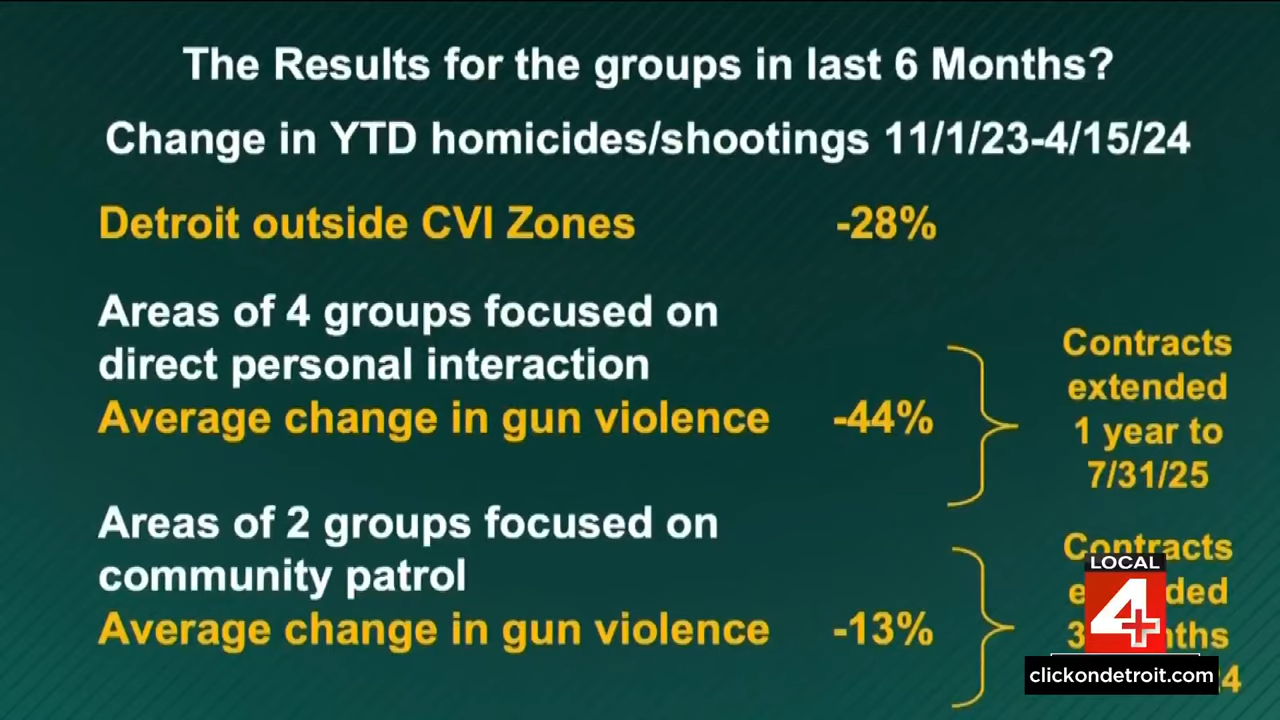 The Results for the groups in last 6 Months?
Change in YTD homicides/shootings 11/1/23-4/15/24
Detroit outside CVI Zones -28%
Areas of 4 groups focused on
direct personal interaction
Average change in gun violence -44%
Contracts
extended
1 year to
7/31/25
Areas of 2 groups focused on
community patrol
Average change in gun violence -13%
Contracts
LOCAL
4+
clickondetroit.com